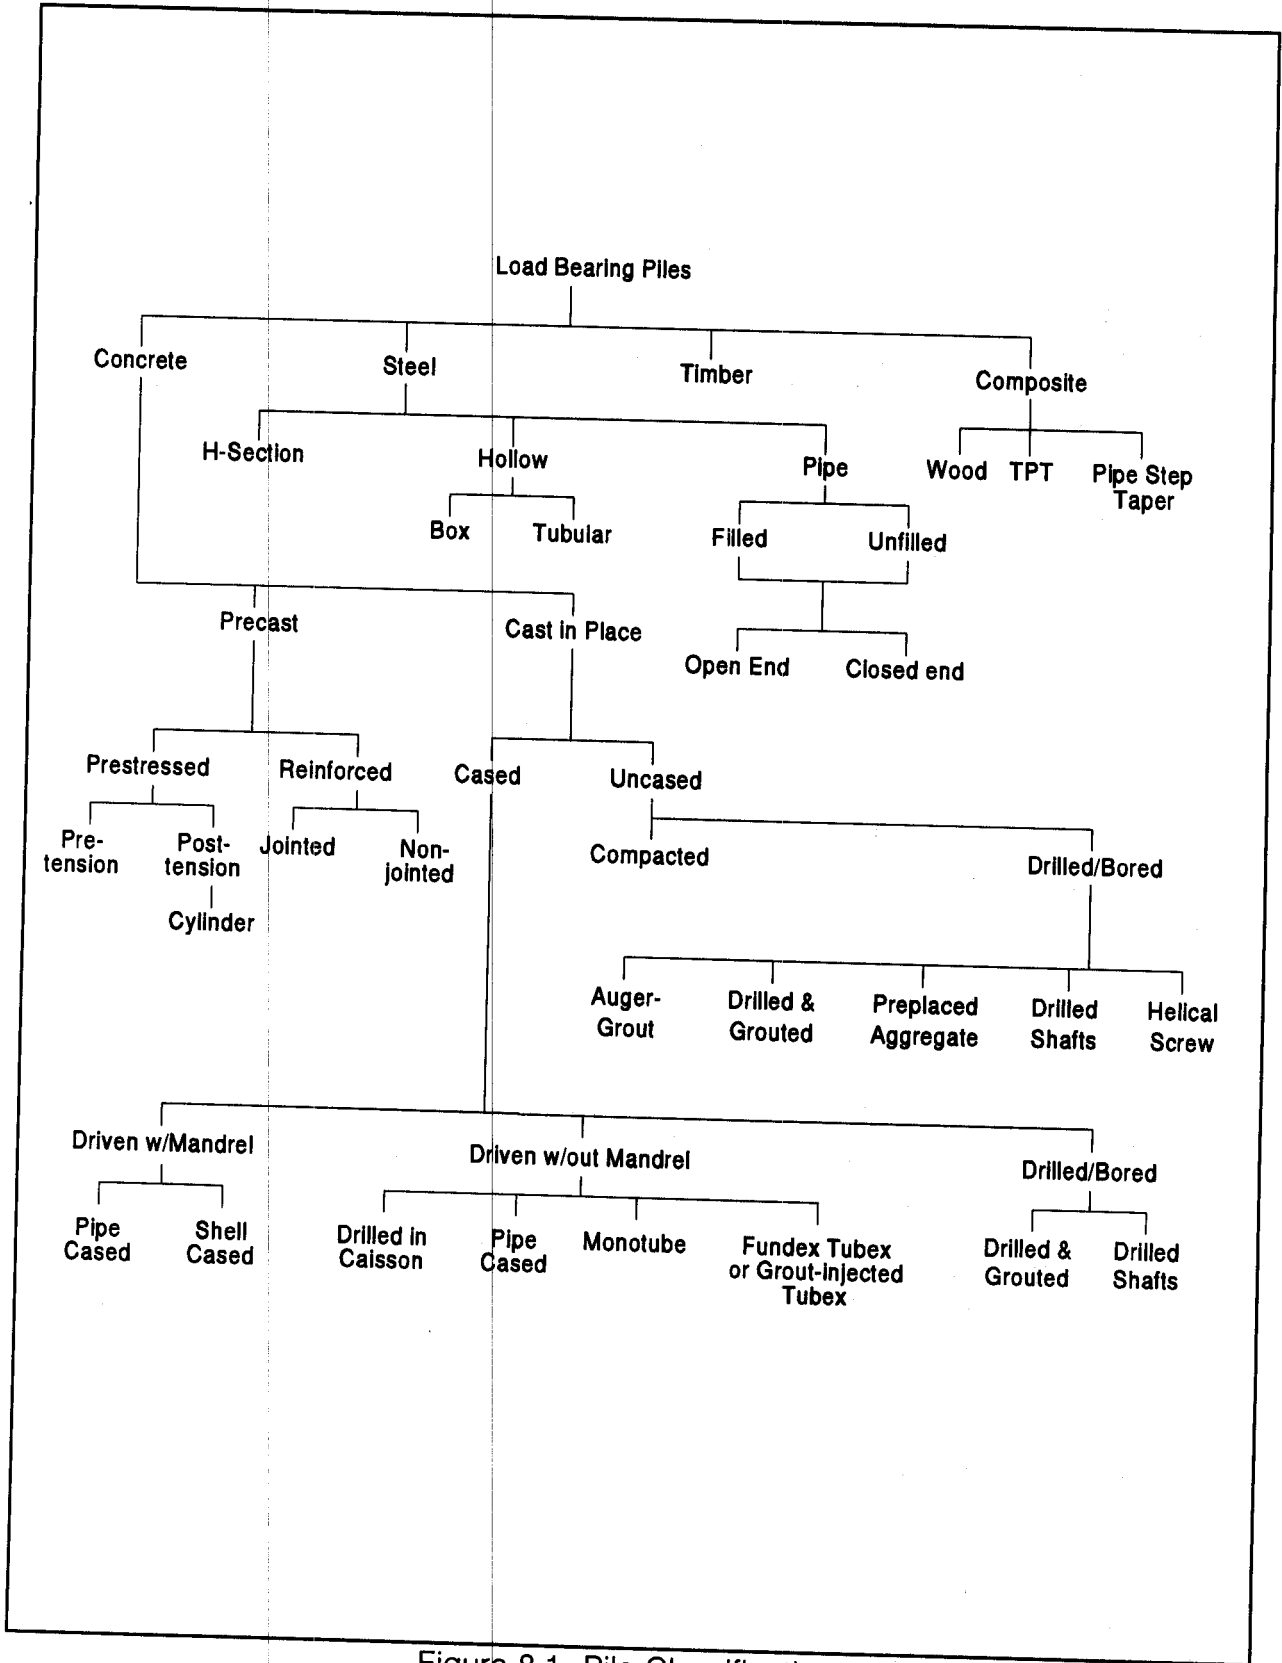 Load Bearing Piles
Concrete
Steel
Timber
Composite
H-Section
Hollow
Pipe
Wood
TPT
Pipe Step
Taper
Box
Tubular
Filled
Unfilled
Precast
Cast in Place
Open End
Closed end
Prestressed
Reinforced
Cased
Uncased
Pre-
tension
Post-
tension
Jointed
Non-
jointed
Compacted
Drilled/Bored
Cylinder
Auger-
Grout
Drilled &
Grouted
Preplaced
Aggregate
Drilled
Shafts
Helical
Screw
Driven w/Mandrel
Driven w/out Mandrel
Drilled/Bored
Pipe
Cased
Shell
Cased
Drilled in
Caisson
Pipe
Cased
Monotube
Fundex Tubex
or Grout-injected
Tubex
Drilled &
Grouted
Drilled
Shafts
Figure 8-1 Pile